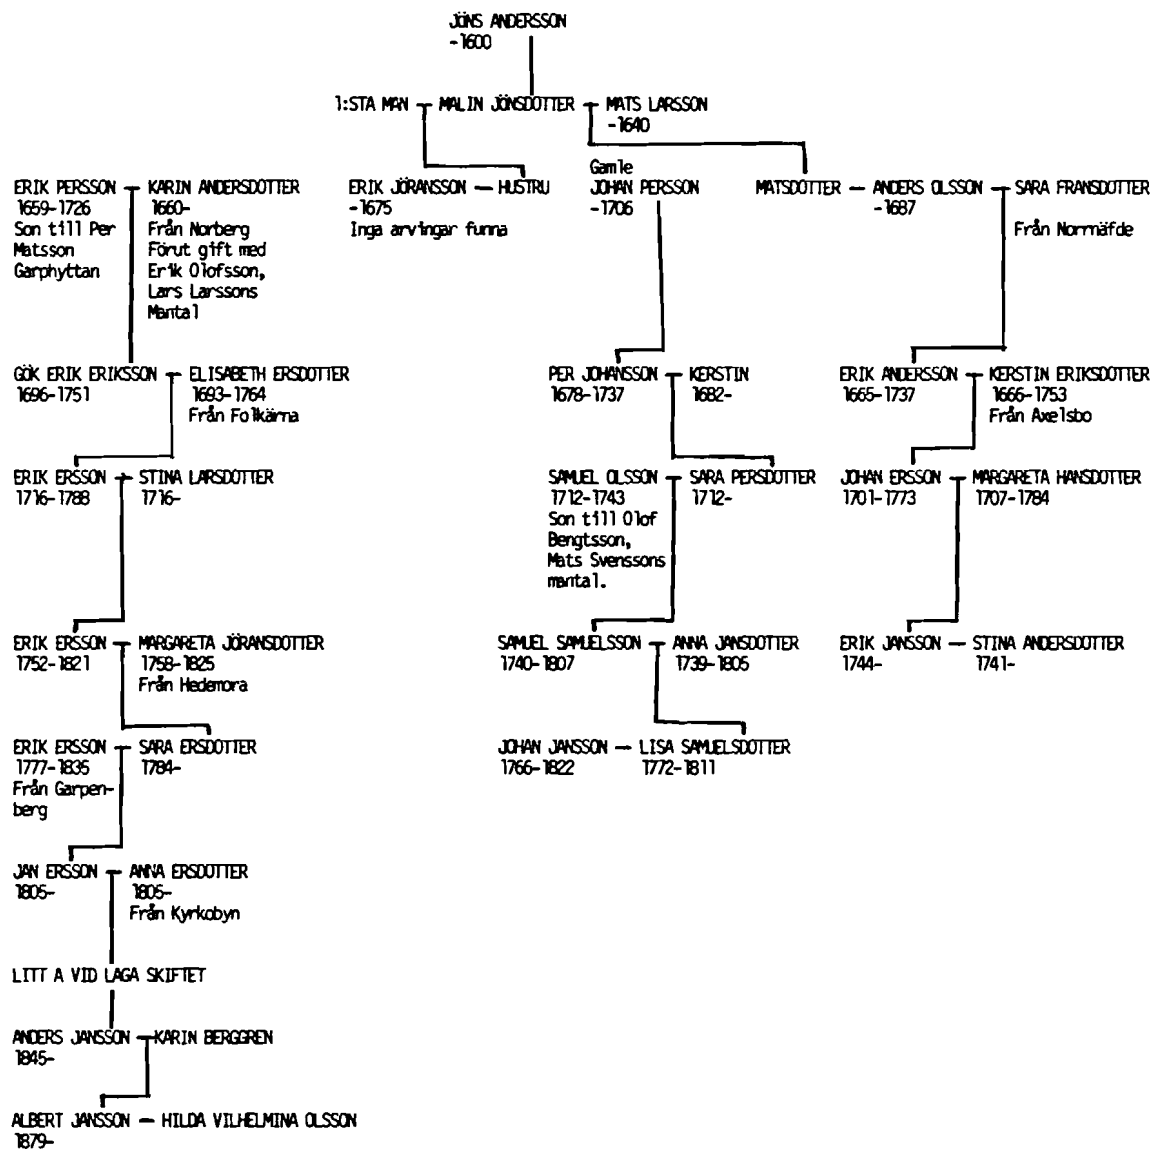 JÖNS ANDERSSON
-1600
1:STA MAN - MALIN JÖNSDOTTER - MATS LARSSON
-1640
Gamle
ERIK PERSSON - KARIN ANDERSDOTTER ERIK JÖRANSSON - HUSTRU JOHAN PERSSON MATSDOTTER - ANDERS OLSSON - SARA FRANSDOTTER
1659-1726 1660- -1675 -1706 -1687
Son till Per Från Norberg Inga arvingar funna Från Norrnäfde
Matsson Förut gift med
Garphyttan Erik Olofsson,
Lars Larssons
Mantal
GÖK ERIK ERIKSSON - ELISABETH ERSDOTTER PER JOHANSSON - KERSTIN ERIK ANDERSSON - KERSTIN ERIKSDOTTER
1696-1751 1693-1764 1678-1737 1682- 1665-1737 1666-1753
Från Folkärna Från Axelsbo
ERIK ERSSON - STINA LARSDOTTER SAMUEL OLSSON - SARA PERSDOTTER JOHAN ERSSON - MARGARETA HANSDOTTER
1716-1788 1716- 1712-1743 1712- 1701-1773 1707-1784
Son till Olof
Bengtsson,
Mats Svenssons
mantal.
ERIK ERSSON - MARGARETA JÖRANSDOTTER SAMUEL SAMUELSSON - ANNA JANSDOTTER ERIK JANSSON - STINA ANDERSDOTTER
1752-1821 1758-1825 1740-1807 1739-1805 1744- 1741-
Från Hedemora
ERIK ERSSON - SARA ERSDOTTER JOHAN JANSSON - LISA SAMUELSDOTTER
1777-1835 1784- 1766-1822 1772-1811
Från Garpen-
berg
JAN ERSSON - ANNA ERSDOTTER
1805- 1805-
Från Kyrkobyn
LITT A VID LAGA SKIFTET
ANDERS JANSSON - KARIN BERGGREN
1845-
ALBERT JANSSON - HILDA VILHELMINA OLSSON
1879-